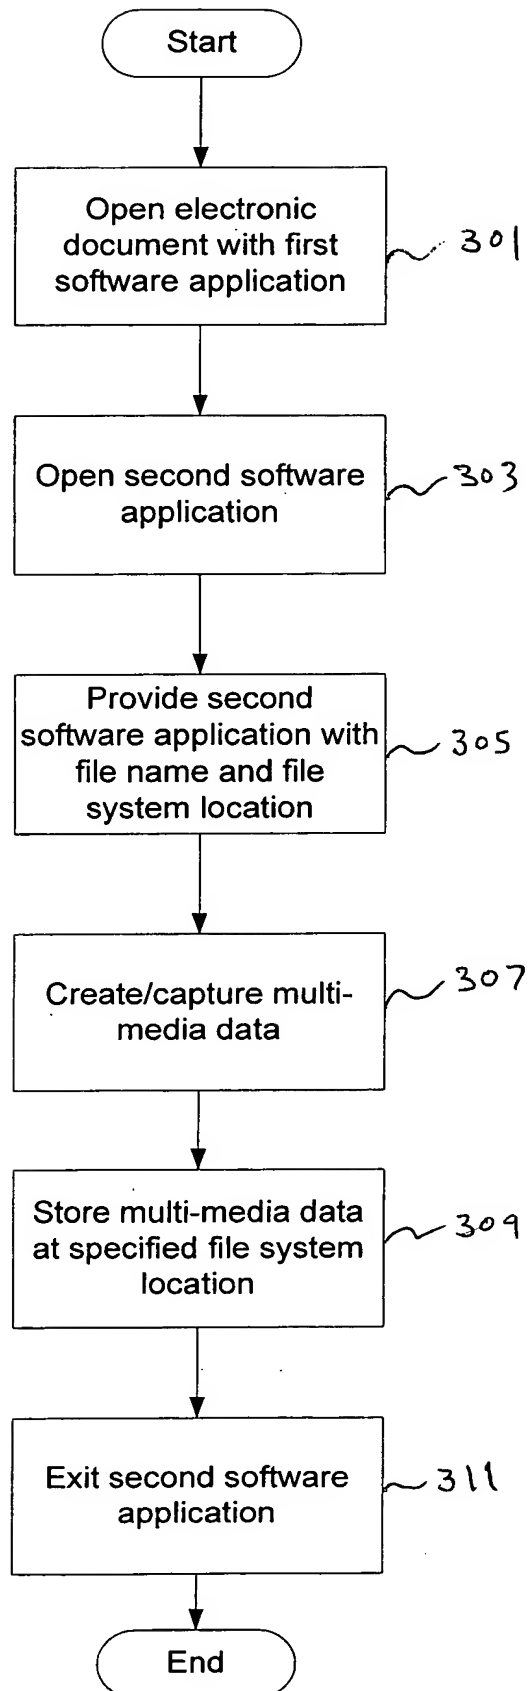 Start
Open electronic
document with first
software application
301
Open second software
application
303
Provide second
software application with
file name and file
system location
305
Create/capture multi-
media data
307
Store multi-media data
at specified file system
location
309
Exit second software
application
311
End